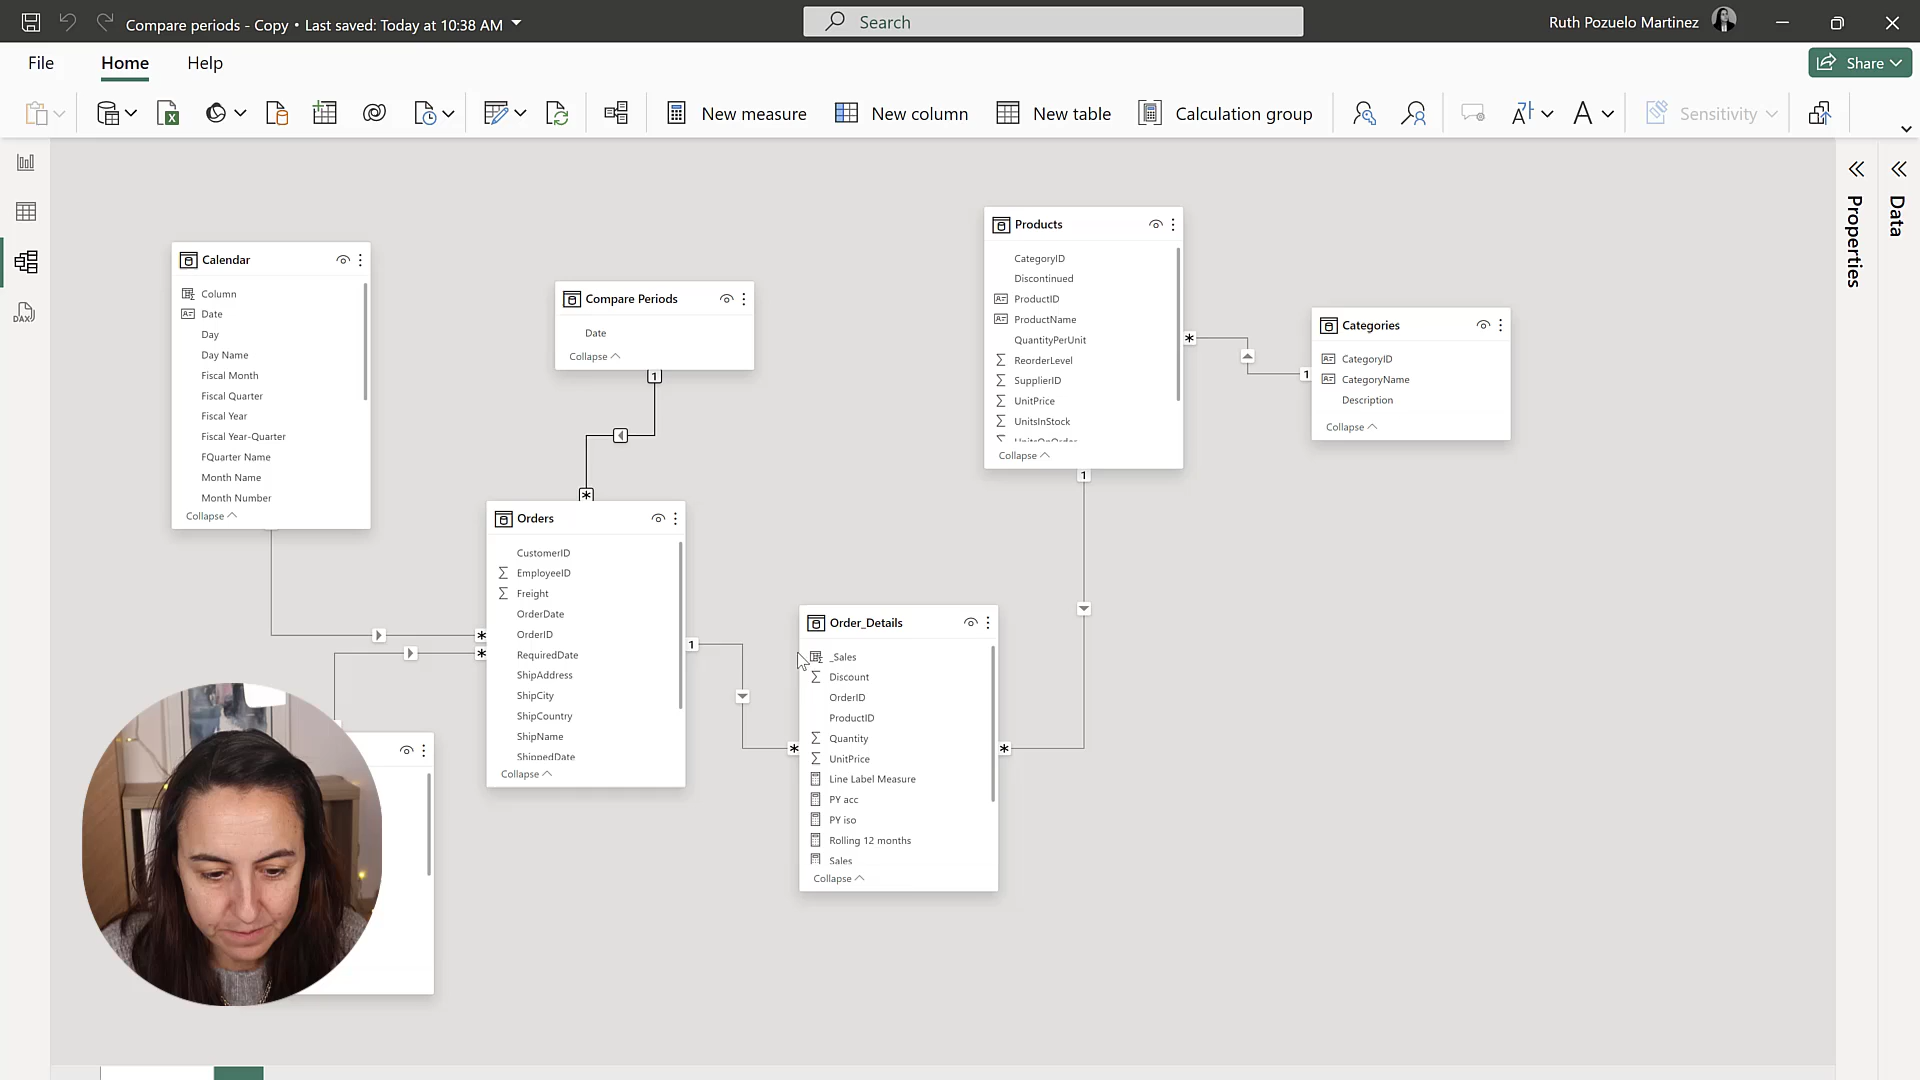 Compare periods - Copy • Last saved: Today at 10:38 AM
Search
Ruth Pozuelo Martinez
File
Home
Help
Share
New measure
New column
New table
Calculation group
Sensitivity
Calendar
Column
Date
Day
Day Name
Fiscal Month
Fiscal Quarter
Fiscal Year
Fiscal Year-Quarter
FQuarter Name
Month Name
Month Number
Collapse
Compare Periods
Date
Collapse
1
*
Orders
CustomerID
EmployeeID
Freight
OrderDate
OrderID
RequiredDate
ShipAddress
ShipCity
ShipCountry
ShipName
ShippedDate
Collapse
*
*
1
*
Order_Details
_Sales
Discount
OrderID
ProductID
Quantity
UnitPrice
Line Label Measure
PY acc
PY iso
Rolling 12 months
Sales
Collapse
*
1
Products
CategoryID
Discontinued
ProductID
ProductName
QuantityPerUnit
ReorderLevel
SupplierID
UnitPrice
UnitsInStock
UnitsOnOrder
Collapse
*
1
Categories
CategoryID
CategoryName
Description
Collapse
Properties
Data
DAX